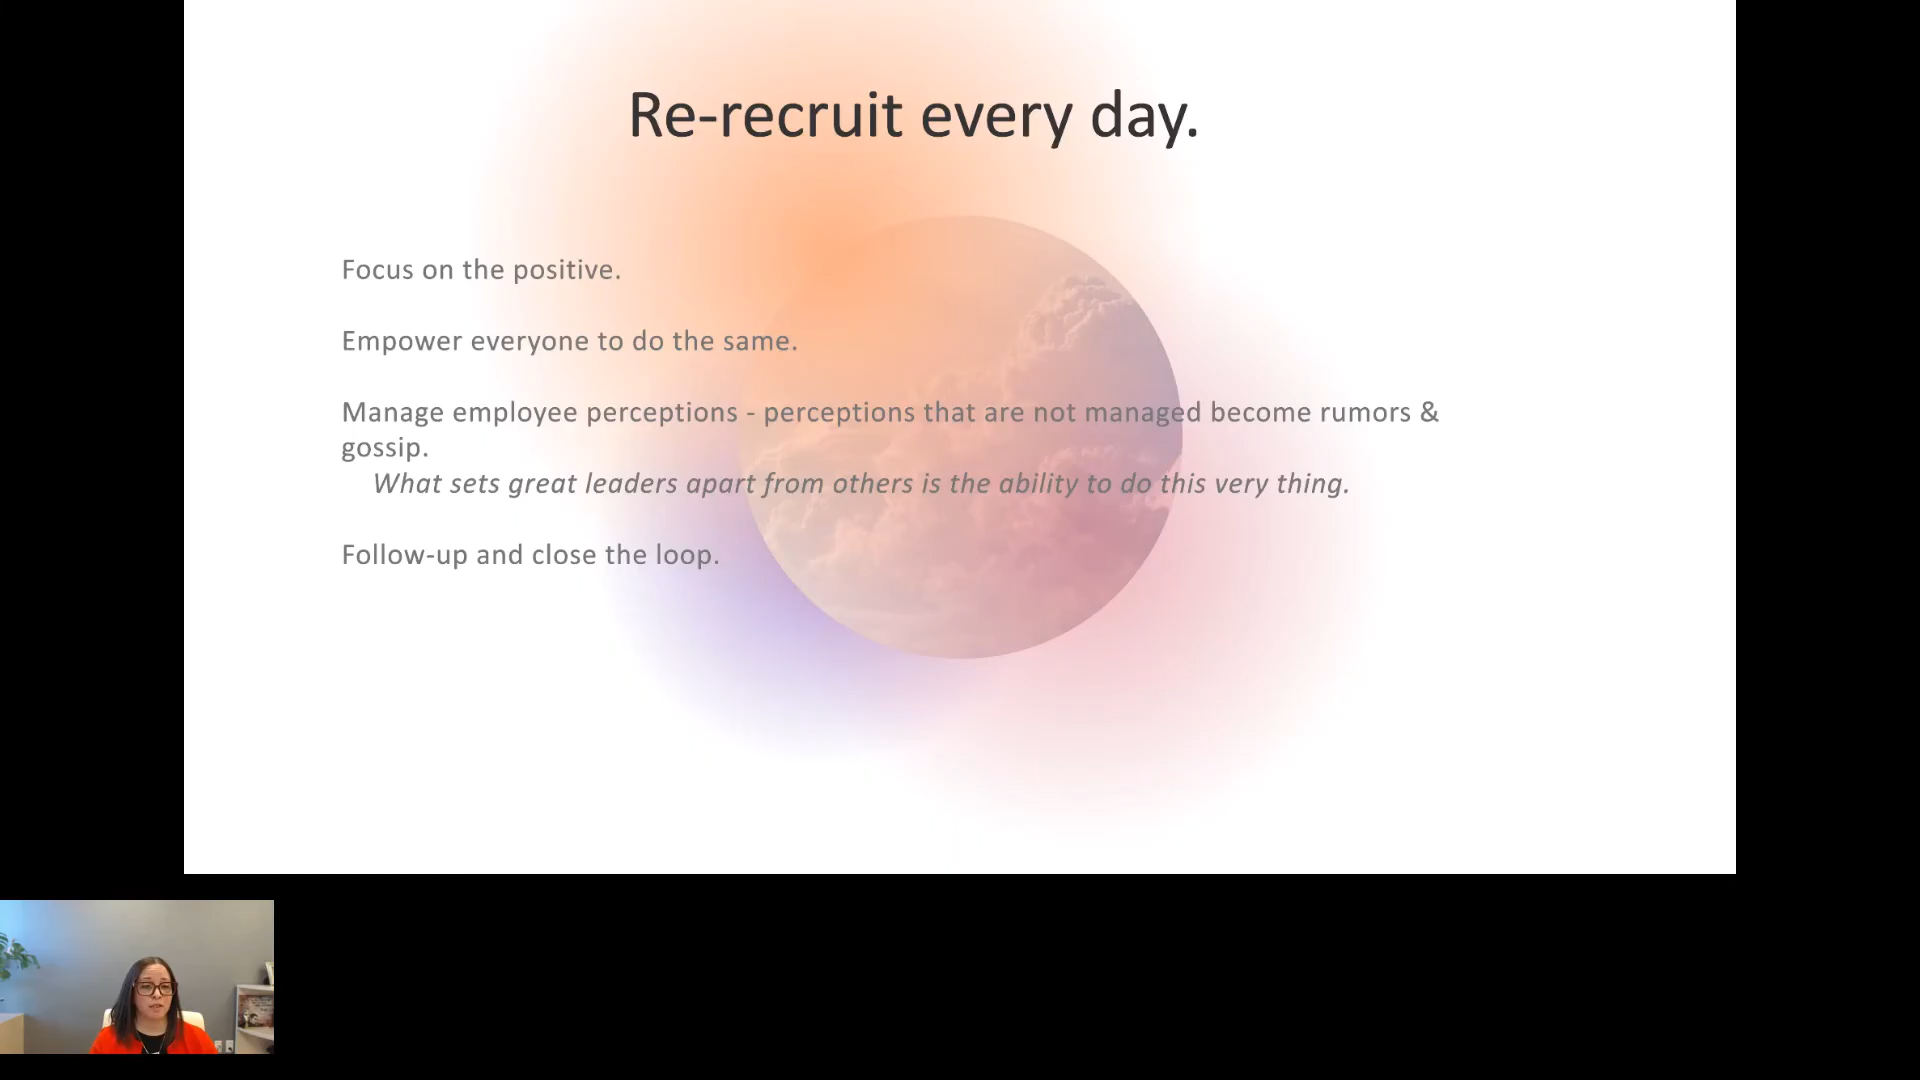 Re-recruit every day.
Focus on the positive.
Empower everyone to do the same.
Manage employee perceptions - perceptions that are not managed become rumors &
gossip.
What sets great leaders apart from others is the ability to do this very thing.
Follow-up and close the loop.